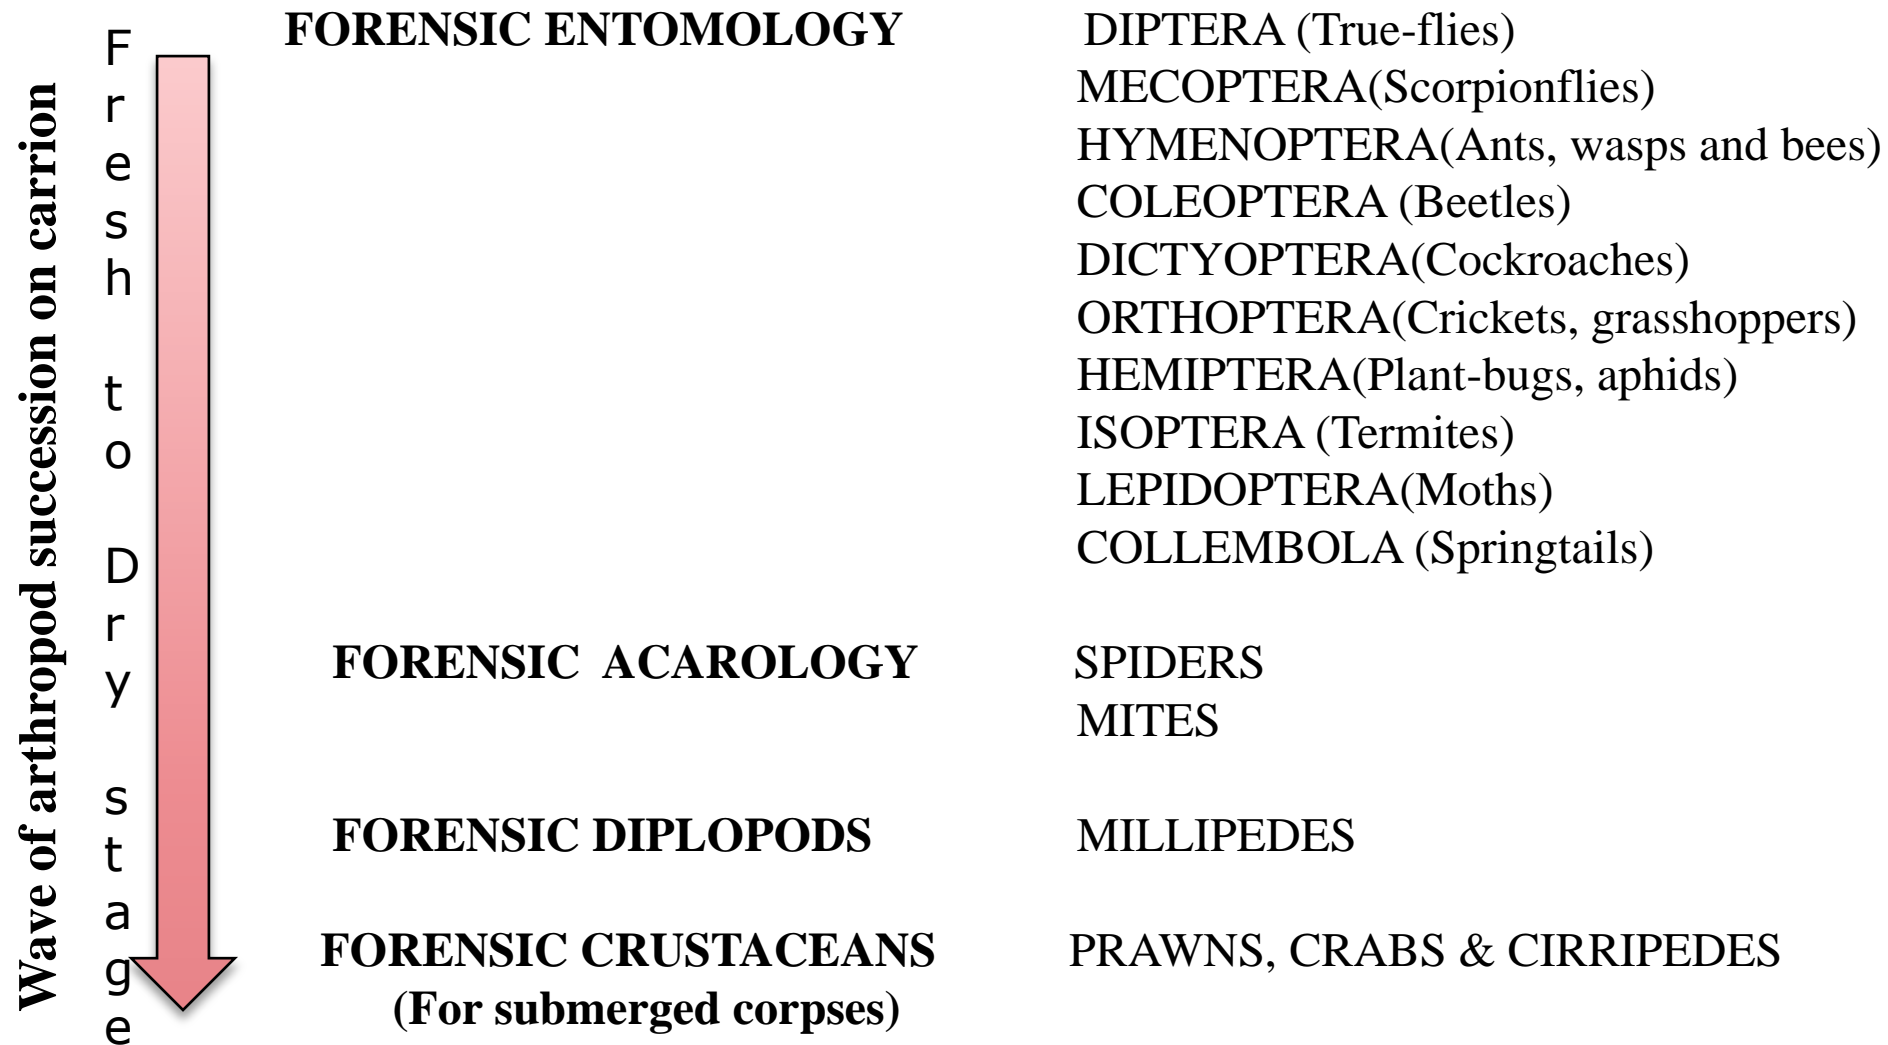 Wave of arthropod succession on carrion
Fresh to Dry stage
FORENSIC ENTOMOLOGY
DIPTERA (True-flies)
MECOPTERA(Scorpionflies)
HYMENOPTERA(Ants, wasps and bees)
COLEOPTERA (Beetles)
DICTYOPTERA(Cockroaches)
ORTHOPTERA(Crickets, grasshoppers)
HEMIPTERA(Plant-bugs, aphids)
ISOPTERA (Termites)
LEPIDOPTERA(Moths)
COLLEMBOLA (Springtails)
FORENSIC ACAROLOGY
SPIDERS
MITES
FORENSIC DIPLOPODS
MILLIPEDES
FORENSIC CRUSTACEANS
(For submerged corpses)
PRAWNS, CRABS & CIRRIPEDES